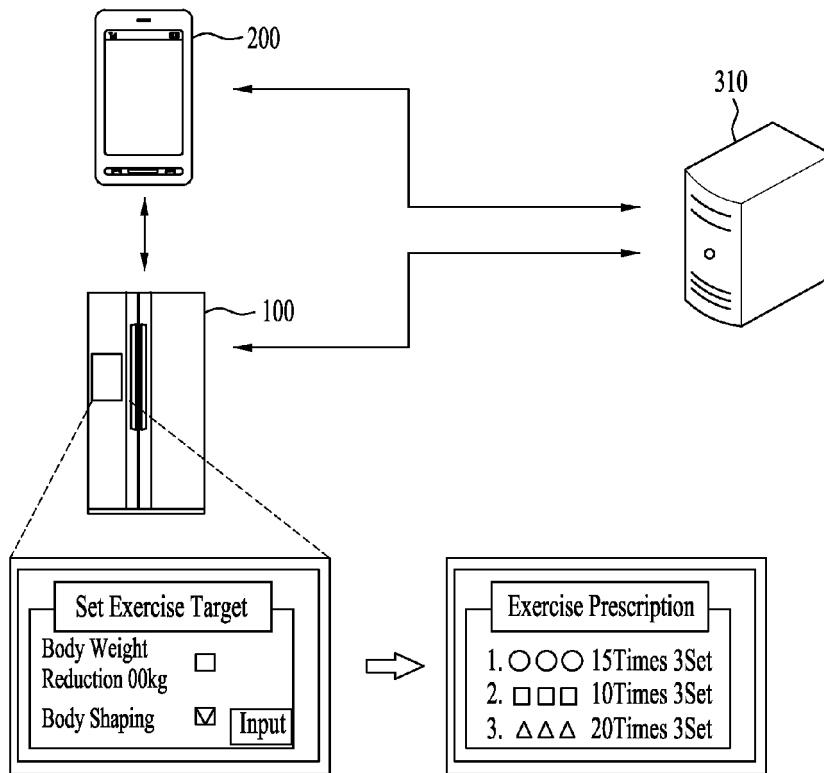 200
310
100
Set Exercise Target
Body Weight
Reduction 00kg
Body Shaping
Input
Exercise Prescription
1. ○○○ 15Times 3Set
2. □□□ 10Times 3Set
3. △△△ 20Times 3Set